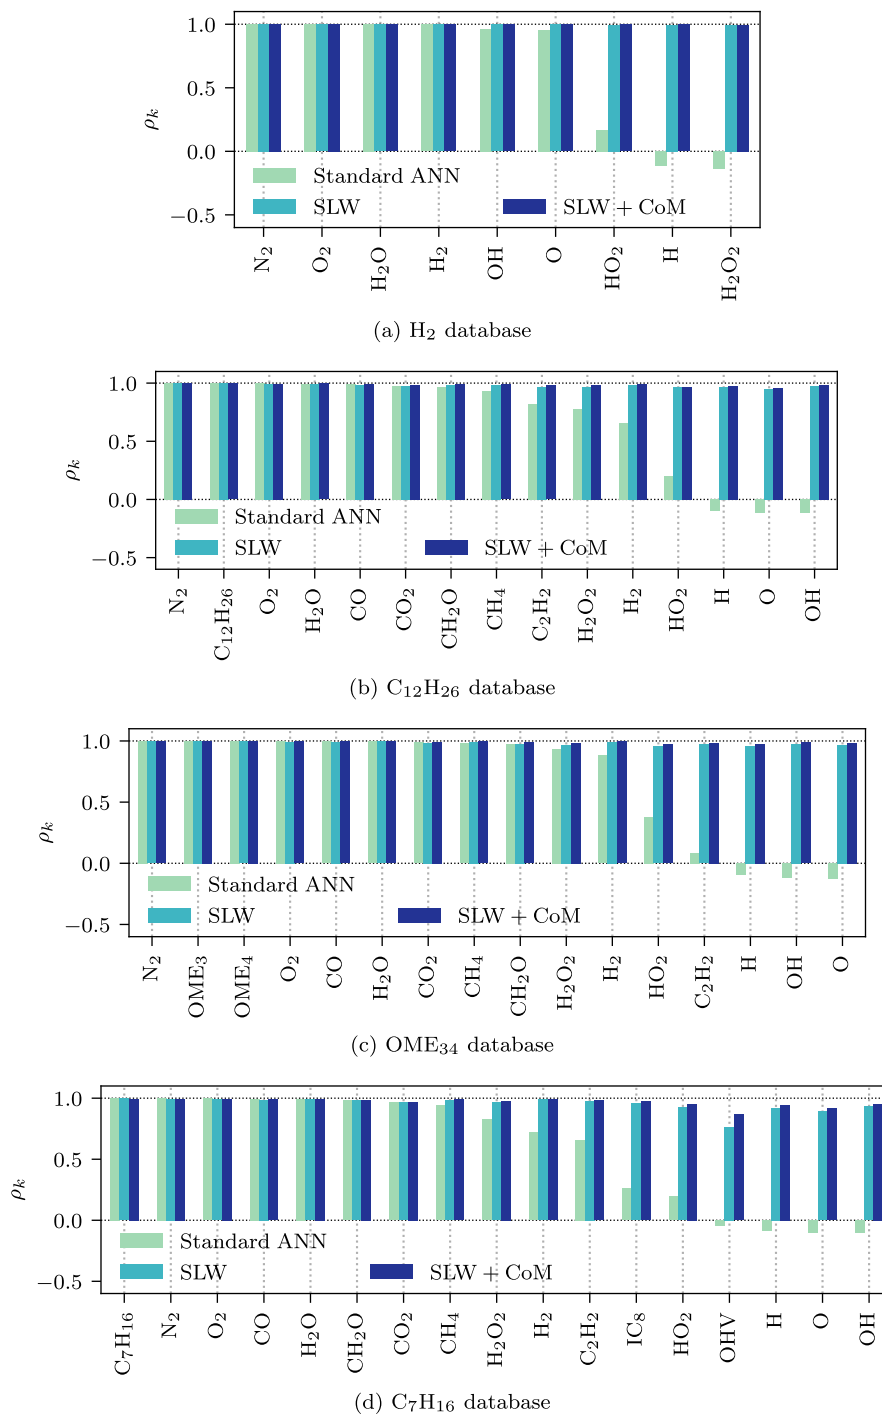 1.0
0.5
0.0
−0.5
ρₖ
Standard ANN
SLW
SLW + CoM
N₂
O₂
H₂O
H₂
OH
O
HO₂
H
H₂O₂
(a) H₂ database
1.0
0.5
0.0
−0.5
ρₖ
Standard ANN
SLW
SLW + CoM
N₂
C₁₂H₂₆
O₂
H₂O
CO
CO₂
CH₂O
CH₄
C₂H₂
H₂O₂
H₂
HO₂
H
O
OH
(b) C₁₂H₂₆ database
1.0
0.5
0.0
−0.5
ρₖ
Standard ANN
SLW
SLW + CoM
N₂
OME₃
OME₄
O₂
CO
H₂O
CO₂
CH₄
CH₂O
H₂O₂
H₂
HO₂
C₂H₂
H
OH
O
(c) OME₃₄ database
1.0
0.5
0.0
−0.5
ρₖ
Standard ANN
SLW
SLW + CoM
C₇H₁₆
N₂
O₂
CO
H₂O
CH₂O
CO₂
CH₄
H₂O₂
H₂
C₂H₂
IC₈
HO₂
OHV
H
O
OH
(d) C₇H₁₆ database